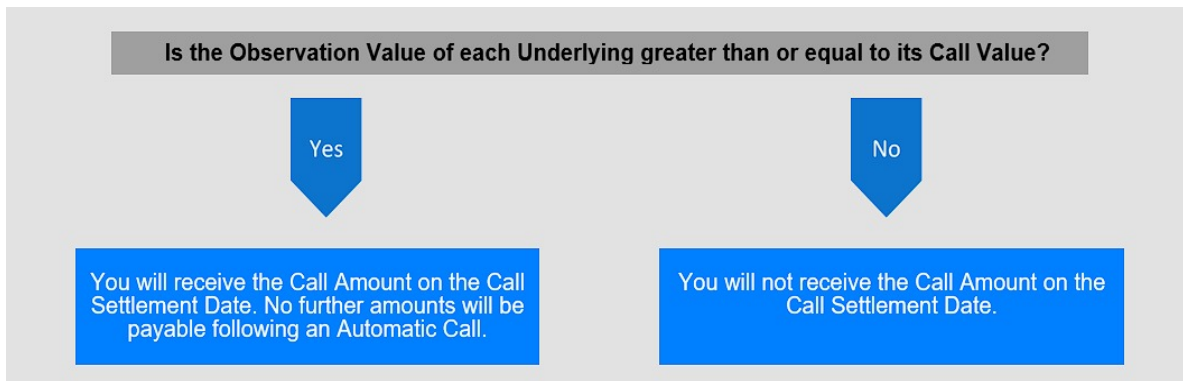 Is the Observation Value of each Underlying greater than or equal to its Call Value?
Yes
No
You will receive the Call Amount on the Call
Settlement Date. No further amounts will be
payable following an Automatic Call.
You will not receive the Call Amount on the
Call Settlement Date.